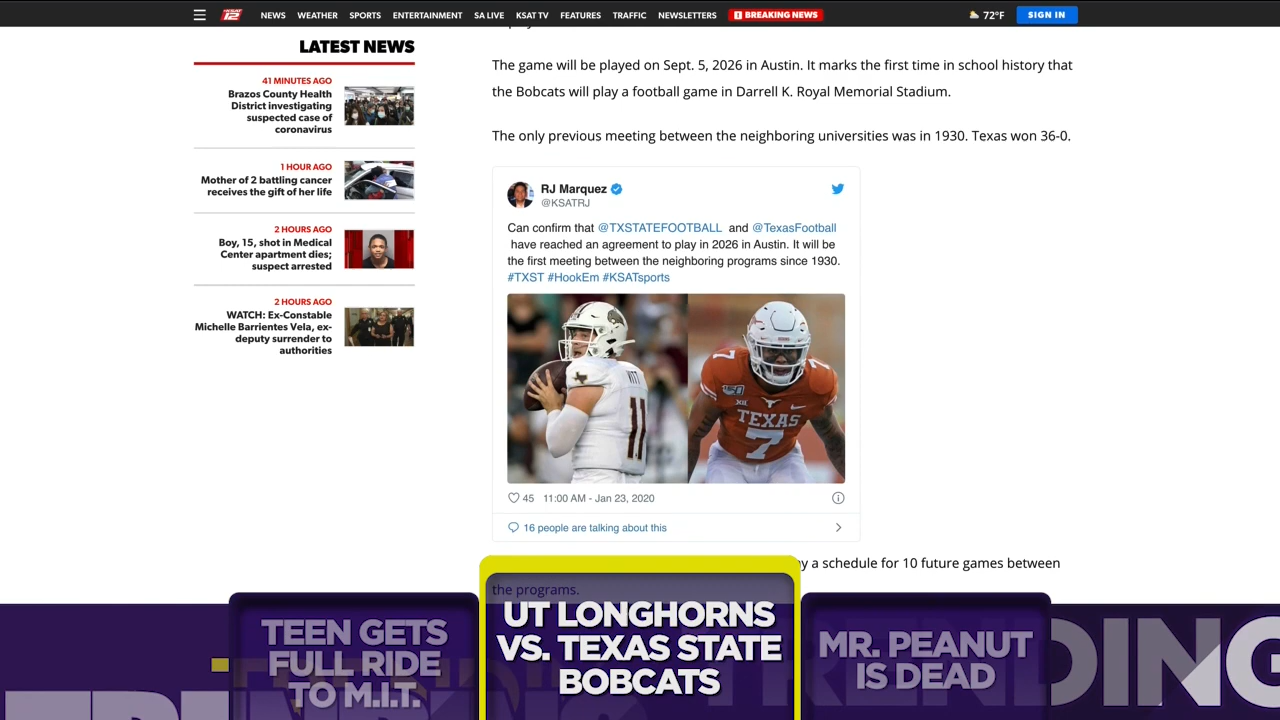 KSAT 12 NEWS WEATHER SPORTS ENTERTAINMENT SA LIVE KSAT TV FEATURES TRAFFIC NEWSLETTERS BREAKING NEWS 72°F SIGN IN
LATEST NEWS
41 MINUTES AGO
Brazos County Health
District investigating
suspected case of
coronavirus
1 HOUR AGO
Mother of 2 battling cancer
receives the gift of her life
2 HOURS AGO
Boy, 15, shot in Medical
Center apartment dies;
suspect arrested
2 HOURS AGO
WATCH: Ex-Constable
Michelle Barrientes Vela, ex-
deputy surrender to
authorities
The game will be played on Sept. 5, 2026 in Austin. It marks the first time in school history that
the Bobcats will play a football game in Darrell K. Royal Memorial Stadium.
The only previous meeting between the neighboring universities was in 1930. Texas won 36-0.
RJ Marquez
@KSATRJ
Can confirm that @TXSTATEFOOTBALL and @TexasFootball
have reached an agreement to play in 2026 in Austin. It will be
the first meeting between the neighboring programs since 1930.
#TXST #HookEm #KSATsports
11
150
TEXAS
7
7
45 11:00 AM - Jan 23, 2020
16 people are talking about this
a schedule for 10 future games between
the programs.
TEEN GETS
FULL RIDE
TO M.I.T.
UT LONGHORNS
VS. TEXAS STATE
BOBCATS
MR. PEANUT
IS DEAD